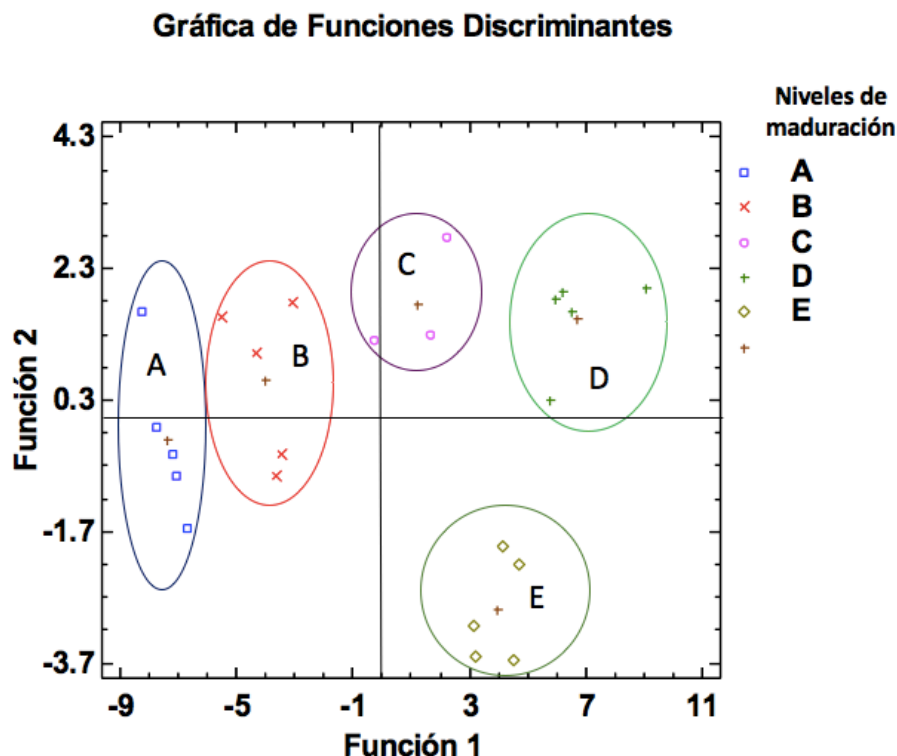 Gráfica de Funciones Discriminantes
Niveles de
maduración
A
B
C
D
E
4.3
2.3
0.3
-1.7
-3.7
Función 2
A
B
C
D
E
-9
-5
-1
3
7
11
Función 1